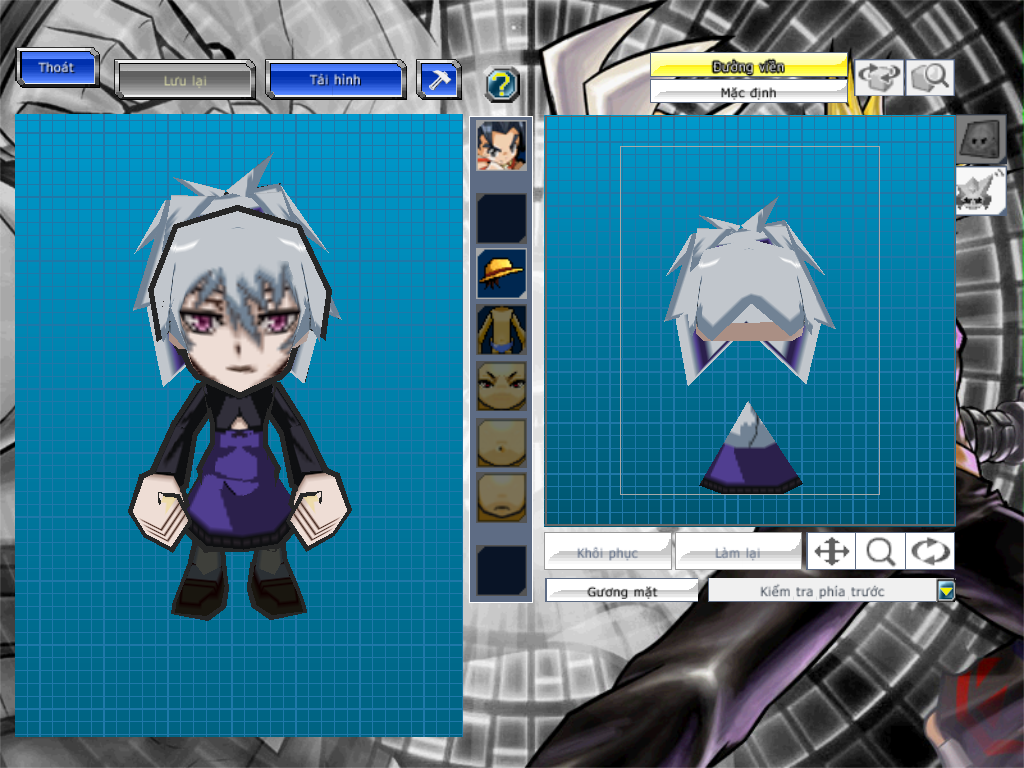 Thoát
Lưu lại
Tải hình
?
Đường viền
Mặc định
Khôi phục
Làm lại
Gương mặt
Kiểm tra phía trước